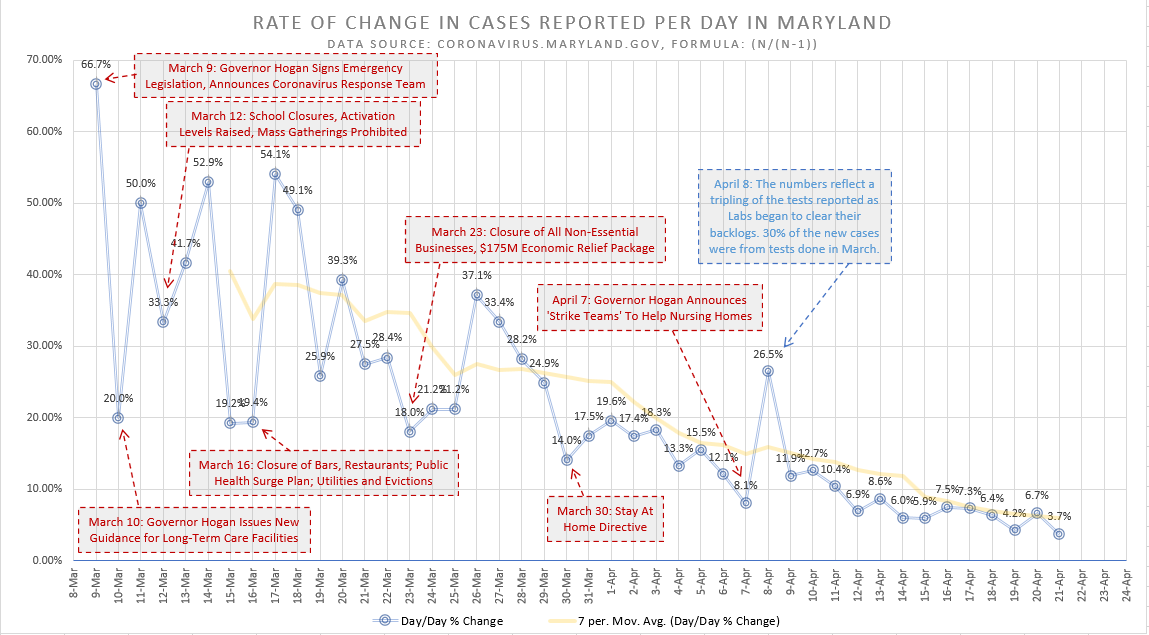 RATE OF CHANGE IN CASES REPORTED PER DAY IN MARYLAND
DATA SOURCE: CORONAVIRUS.MARYLAND.GOV, FORMULA: (N/(N-1))
70.00%
60.00%
50.00%
40.00%
30.00%
20.00%
10.00%
0.00%
March 9: Governor Hogan Signs Emergency
Legislation, Announces Coronavirus Response Team
March 12: School Closures, Activation
Levels Raised, Mass Gatherings Prohibited
April 8: The numbers reflect a
tripling of the tests reported as
Labs began to clear their
backlogs. 30% of the new cases
were from tests done in March.
March 23: Closure of All Non-Essential
Businesses, $175M Economic Relief Package
April 7: Governor Hogan Announces
'Strike Teams' To Help Nursing Homes
March 16: Closure of Bars, Restaurants; Public
Health Surge Plan; Utilities and Evictions
March 30: Stay At
Home Directive
March 10: Governor Hogan Issues New
Guidance for Long-Term Care Facilities
66.7%
20.0%
50.0%
33.3%
41.7%
52.9%
19.2%
19.4%
54.1%
49.1%
25.9%
39.3%
27.5%
28.4%
18.0%
21.2%
21.2%
37.1%
33.4%
28.2%
24.9%
14.0%
17.5%
19.6%
17.4%
18.3%
13.3%
15.5%
12.1%
8.1%
26.5%
11.9%
12.7%
10.4%
6.9%
8.6%
6.0%
5.9%
7.5%
7.3%
6.4%
4.2%
6.7%
3.7%
8-Mar
9-Mar
10-Mar
11-Mar
12-Mar
13-Mar
14-Mar
15-Mar
16-Mar
17-Mar
18-Mar
19-Mar
20-Mar
21-Mar
22-Mar
23-Mar
24-Mar
25-Mar
26-Mar
27-Mar
28-Mar
29-Mar
30-Mar
31-Mar
1-Apr
2-Apr
3-Apr
4-Apr
5-Apr
6-Apr
7-Apr
8-Apr
9-Apr
10-Apr
11-Apr
12-Apr
13-Apr
14-Apr
15-Apr
16-Apr
17-Apr
18-Apr
19-Apr
20-Apr
21-Apr
22-Apr
23-Apr
24-Apr
Day/Day % Change
7 per. Mov. Avg. (Day/Day % Change)